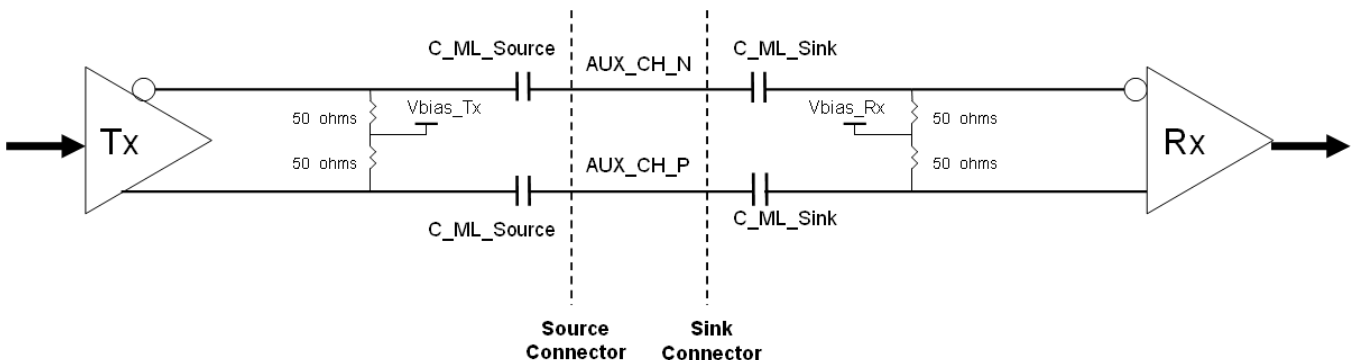 C_ML_Source
AUX_CH_N
C_ML_Sink
Vbias_Tx
Vbias_Rx
50 ohms
50 ohms
Tx
Rx
50 ohms
50 ohms
AUX_CH_P
C_ML_Source
C_ML_Sink
Source
Connector
Sink
Connector